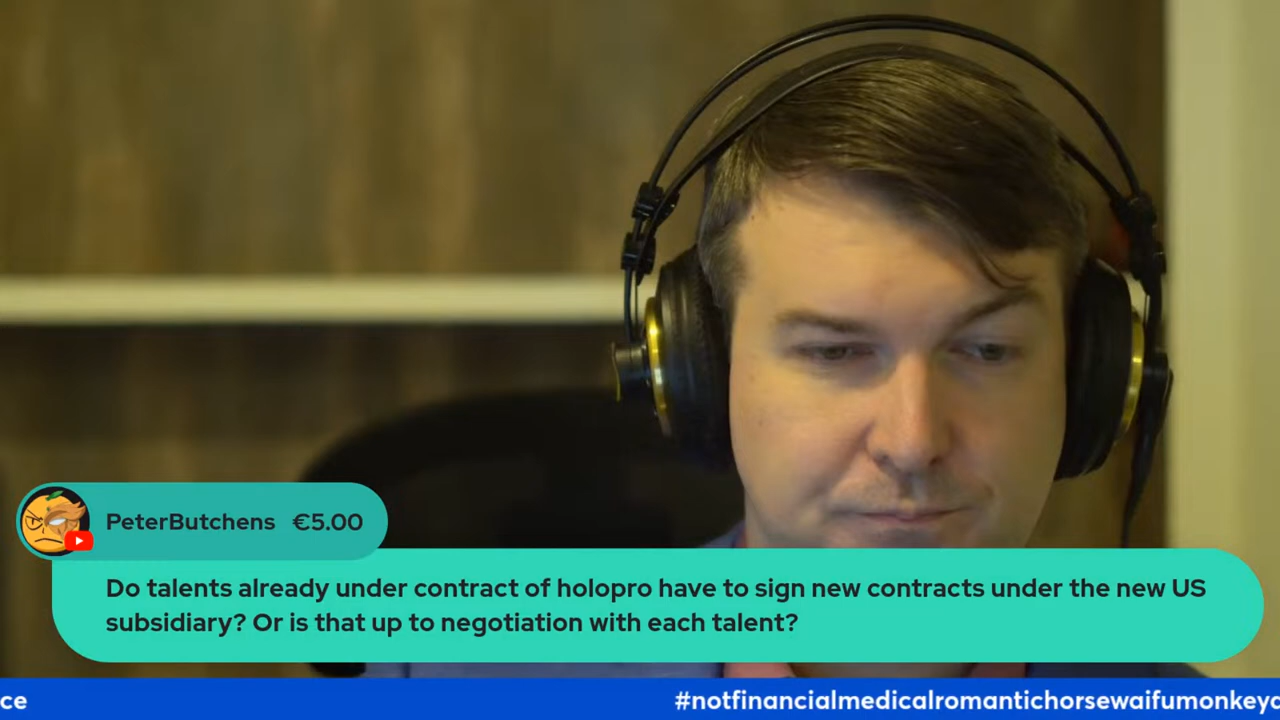 PeterButchens €5.00
Do talents already under contract of holopro have to sign new contracts under the new US
subsidiary? Or is that up to negotiation with each talent?
ce #notfinancialmedicalromantichorsewaifumonkey